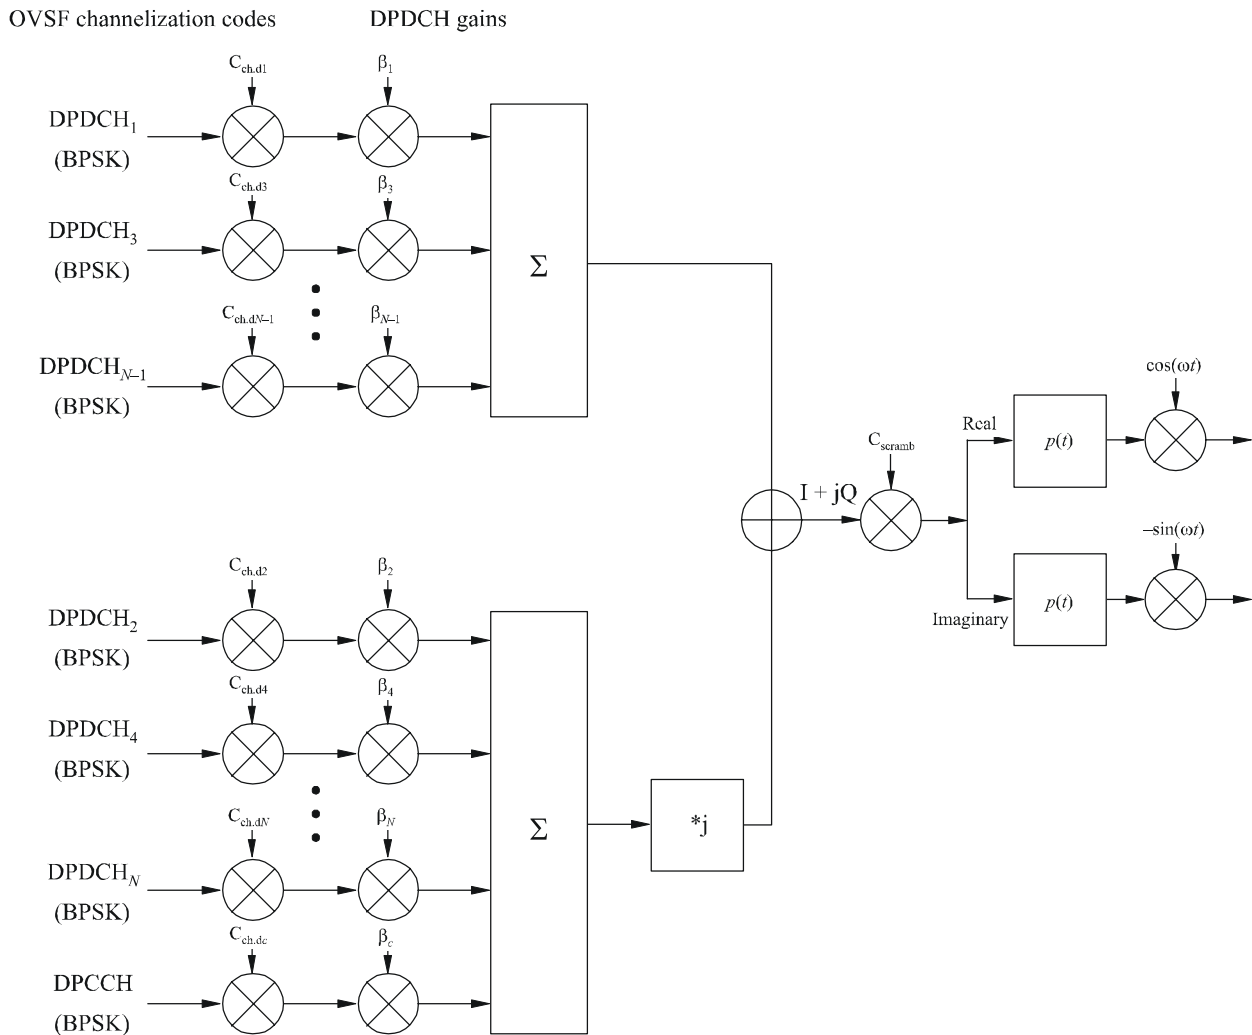 OVSF channelization codes DPDCH gains
C_ch.d1 β_1
DPDCH_1
(BPSK)
C_ch.d3 β_3
DPDCH_3
(BPSK)
Σ
C_ch.dN–1 β_N–1
DPDCH_N–1
(BPSK)
cos(ωt)
Real
p(t)
C_scramb
I + jQ
–sin(ωt)
p(t)
Imaginary
C_ch.d2 β_2
DPDCH_2
(BPSK)
C_ch.d4 β_4
DPDCH_4
(BPSK)
Σ
*j
C_ch.dN β_N
DPDCH_N
(BPSK)
C_ch.dc β_c
DPCCH
(BPSK)